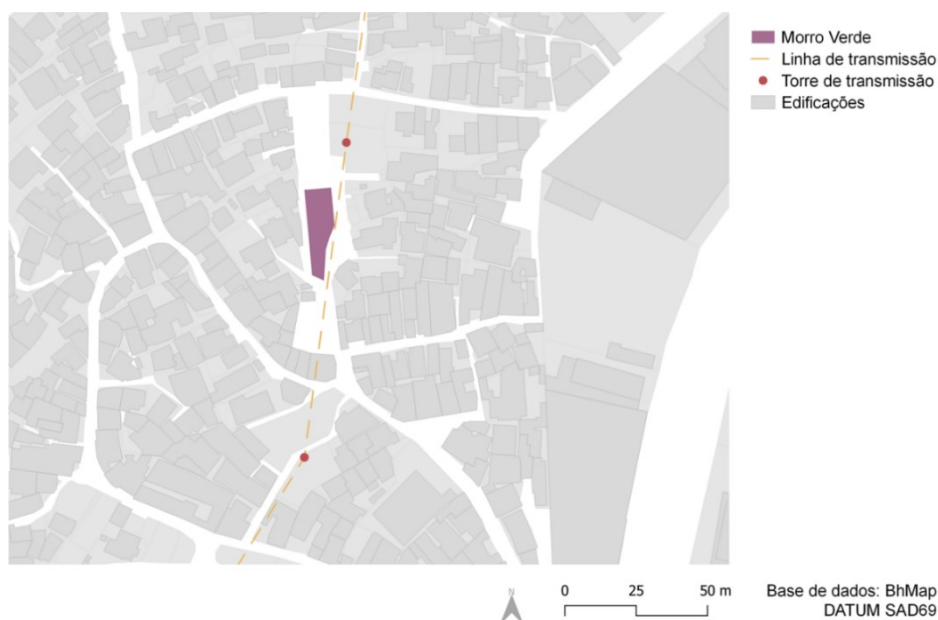 Morro Verde
Linha de transmissão
Torre de transmissão
Edificações
N
0 25 50 m
Base de dados: BhMap
DATUM SAD69